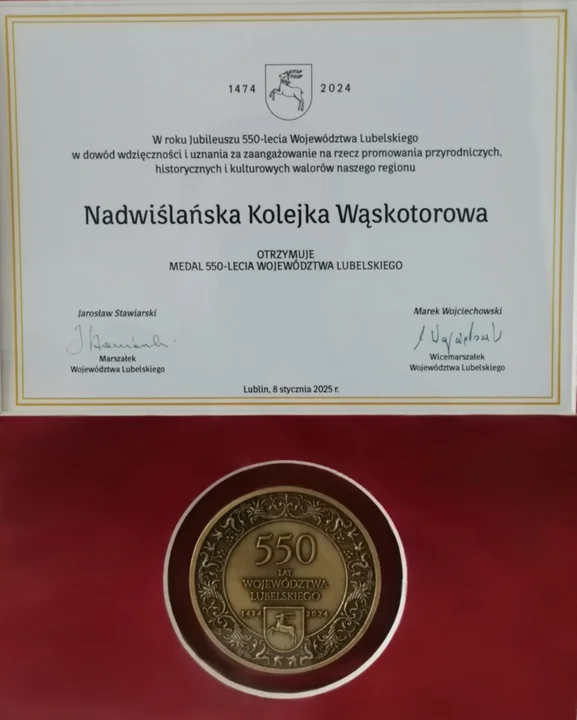 1474 2024
W roku Jubileuszu 550-lecia Województwa Lubelskiego
w dowód wdzięczności i uznania za zaangażowanie na rzecz promowania przyrodniczych,
historycznych i kulturowych walorów naszego regionu
Nadwiślańska Kolejka Wąskotorowa
OTRZYMUJE
MEDAL 550-LECIA WOJEWÓDZTWA LUBELSKIEGO
Jarosław Stawiarski
Marszałek
Województwa Lubelskiego
Marek Wojciechowski
Wicemarszałek
Województwa Lubelskiego
Lublin, 8 stycznia 2025 r.
550
LAT
WOJEWÓDZTWA
LUBELSKIEGO
1474 2024